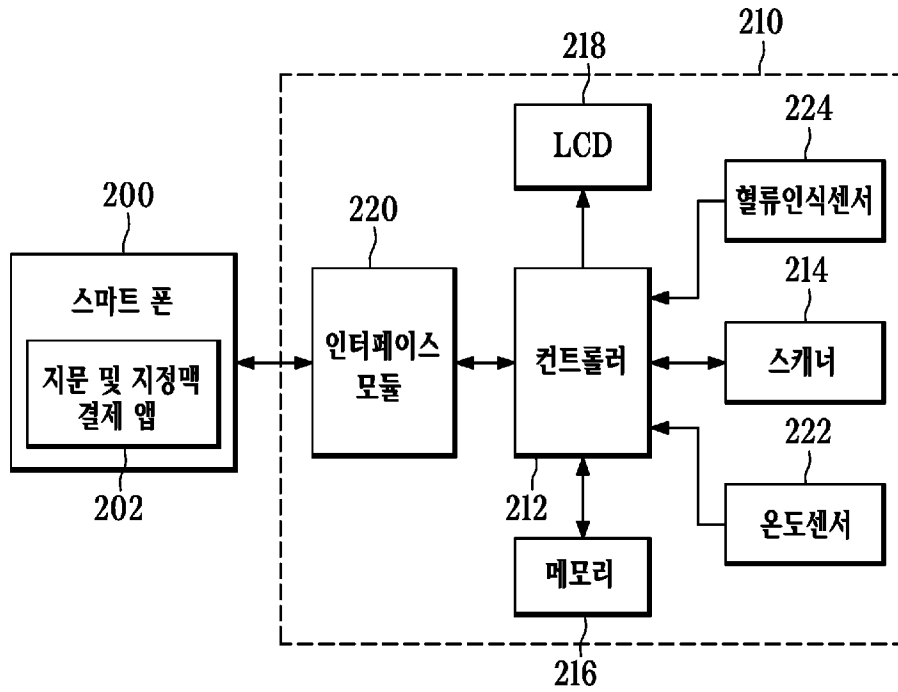 210
218
LCD
224
혈류인식센서
200
스마트 폰
지문 및 지정맥
결제 앱
202
220
인터페이스
모듈
컨트롤러
212
214
스캐너
222
온도센서
메모리
216